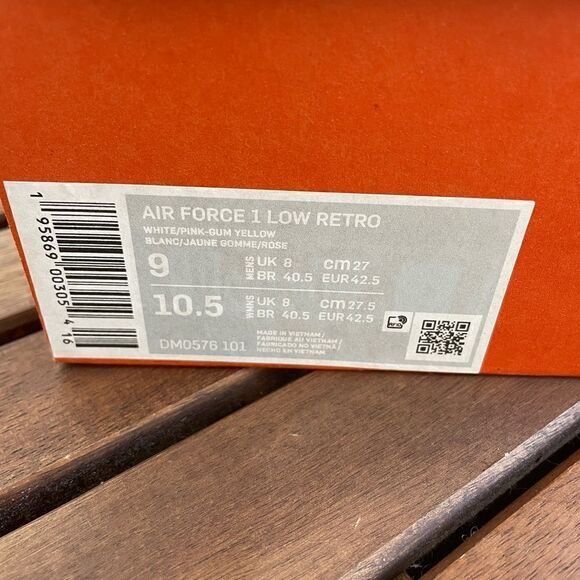 AIR FORCE 1 LOW RETRO
WHITE/PINK-GUM YELLOW
BLANC/JAUNE GOMME/ROSE
9 MENS UK 8 cm 27
BR 40.5 EUR 42.5
10.5 WMNS UK 8 cm 27.5
BR 40.5 EUR 42.5
DM0576 101
MADE IN VIETNAM/
FABRIQUE AU VIETNAM /
FABRICADO NO VIETNÃ/
HECHO EN VIETNAM
1 95869 00305 4 16